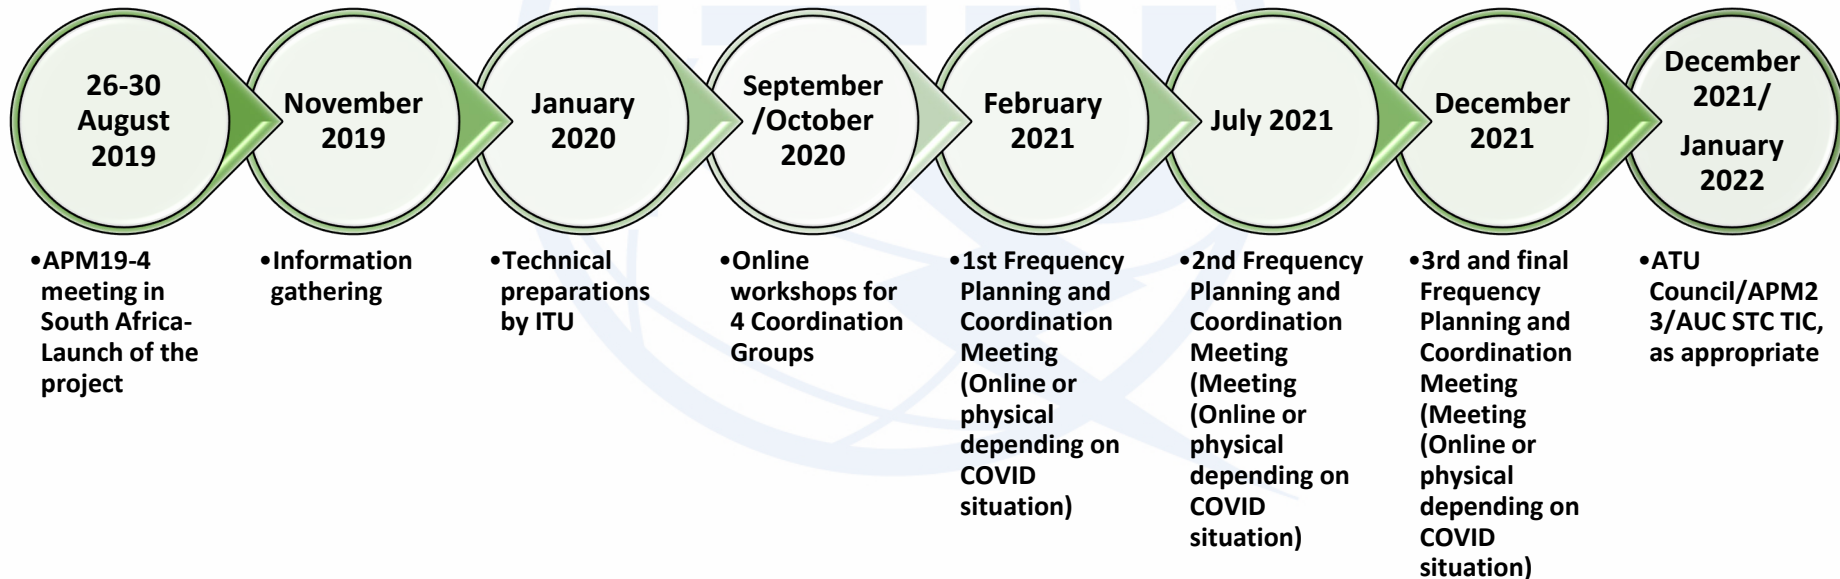 26-30
August
2019
•APM19-4
meeting in
South Africa-
Launch of the
project
November
2019
•Information
gathering
January
2020
•Technical
preparations
by ITU
September
/October
2020
•Online
workshops for
4 Coordination
Groups
February
2021
•1st Frequency
Planning and
Coordination
Meeting
(Online or
physical
depending on
COVID
situation)
July 2021
•2nd Frequency
Planning and
Coordination
Meeting
(Meeting
(Online or
physical
depending on
COVID
situation)
December
2021
•3rd and final
Frequency
Planning and
Coordination
Meeting
(Meeting
(Online or
physical
depending on
COVID
situation)
December
2021/
January
2022
•ATU
Council/APM2
3/AUC STC TIC,
as appropriate